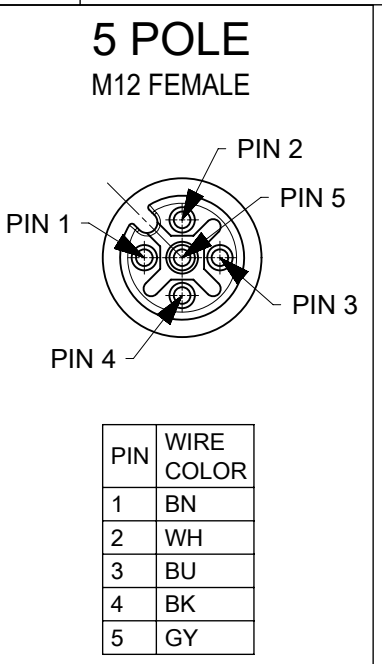 5 POLE
M12 FEMALE
PIN 2
PIN 5
PIN 1
PIN 3
PIN 4
PIN WIRE COLOR
1 BN
2 WH
3 BU
4 BK
5 GY